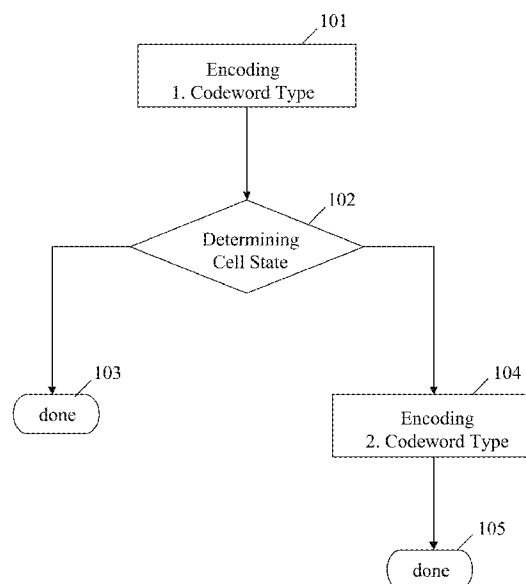 101
Encoding
1. Codeword Type
102
Determining
Cell State
103
done
104
Encoding
2. Codeword Type
105
done